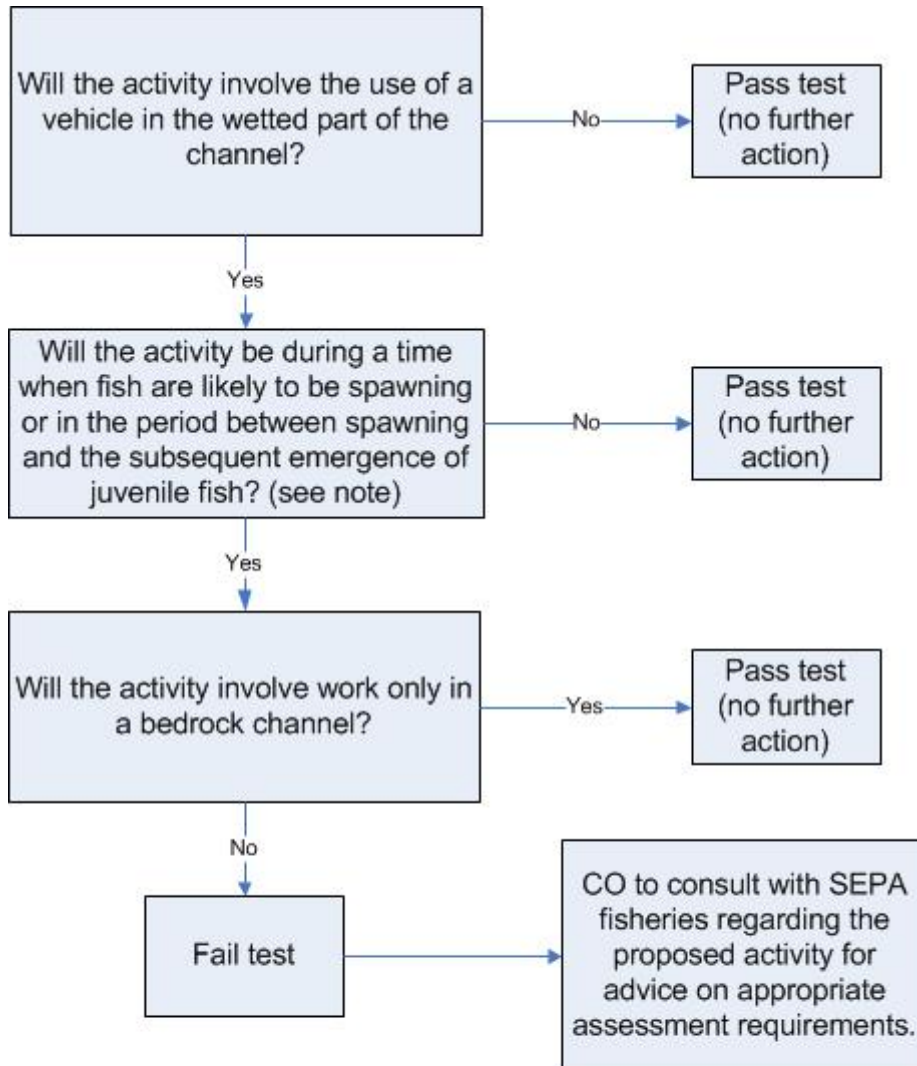 Will the activity involve the use of a
vehicle in the wetted part of the
channel?
No
Pass test
(no further
action)
Yes
Will the activity be during a time
when fish are likely to be spawning
or in the period between spawning
and the subsequent emergence of
juvenile fish? (see note)
No
Pass test
(no further
action)
Yes
Will the activity involve work only in
a bedrock channel?
Yes
Pass test
(no further
action)
No
Fail test
CO to consult with SEPA
fisheries regarding the
proposed activity for
advice on appropriate
assessment requirements.